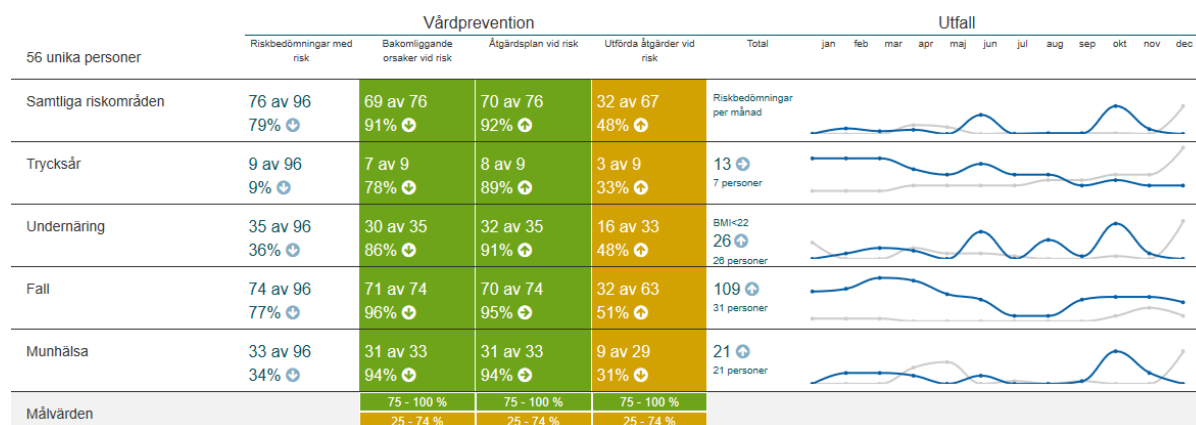 Vårdprevention
Utfall
56 unika personer
Riskbedömningar med
risk
Bakomliggande
orsaker vid risk
Åtgärdsplan vid risk
Utförda åtgärder vid
risk
Total
jan feb mar apr maj jun jul aug sep okt nov dec
Samtliga riskområden
76 av 96
79%
69 av 76
91%
70 av 76
92%
32 av 67
48%
Riskbedömningar
per månad
Trycksår
9 av 96
9%
7 av 9
78%
8 av 9
89%
3 av 9
33%
13
7 personer
Undernäring
35 av 96
36%
30 av 35
86%
32 av 35
91%
16 av 33
48%
BMI<22
26
26 personer
Fall
74 av 96
77%
71 av 74
96%
70 av 74
95%
32 av 63
51%
109
31 personer
Munhälsa
33 av 96
34%
31 av 33
94%
31 av 33
94%
9 av 29
31%
21
21 personer
Målvärden
75 - 100 %
75 - 100 %
75 - 100 %
25 - 74 %
25 - 74 %
25 - 74 %